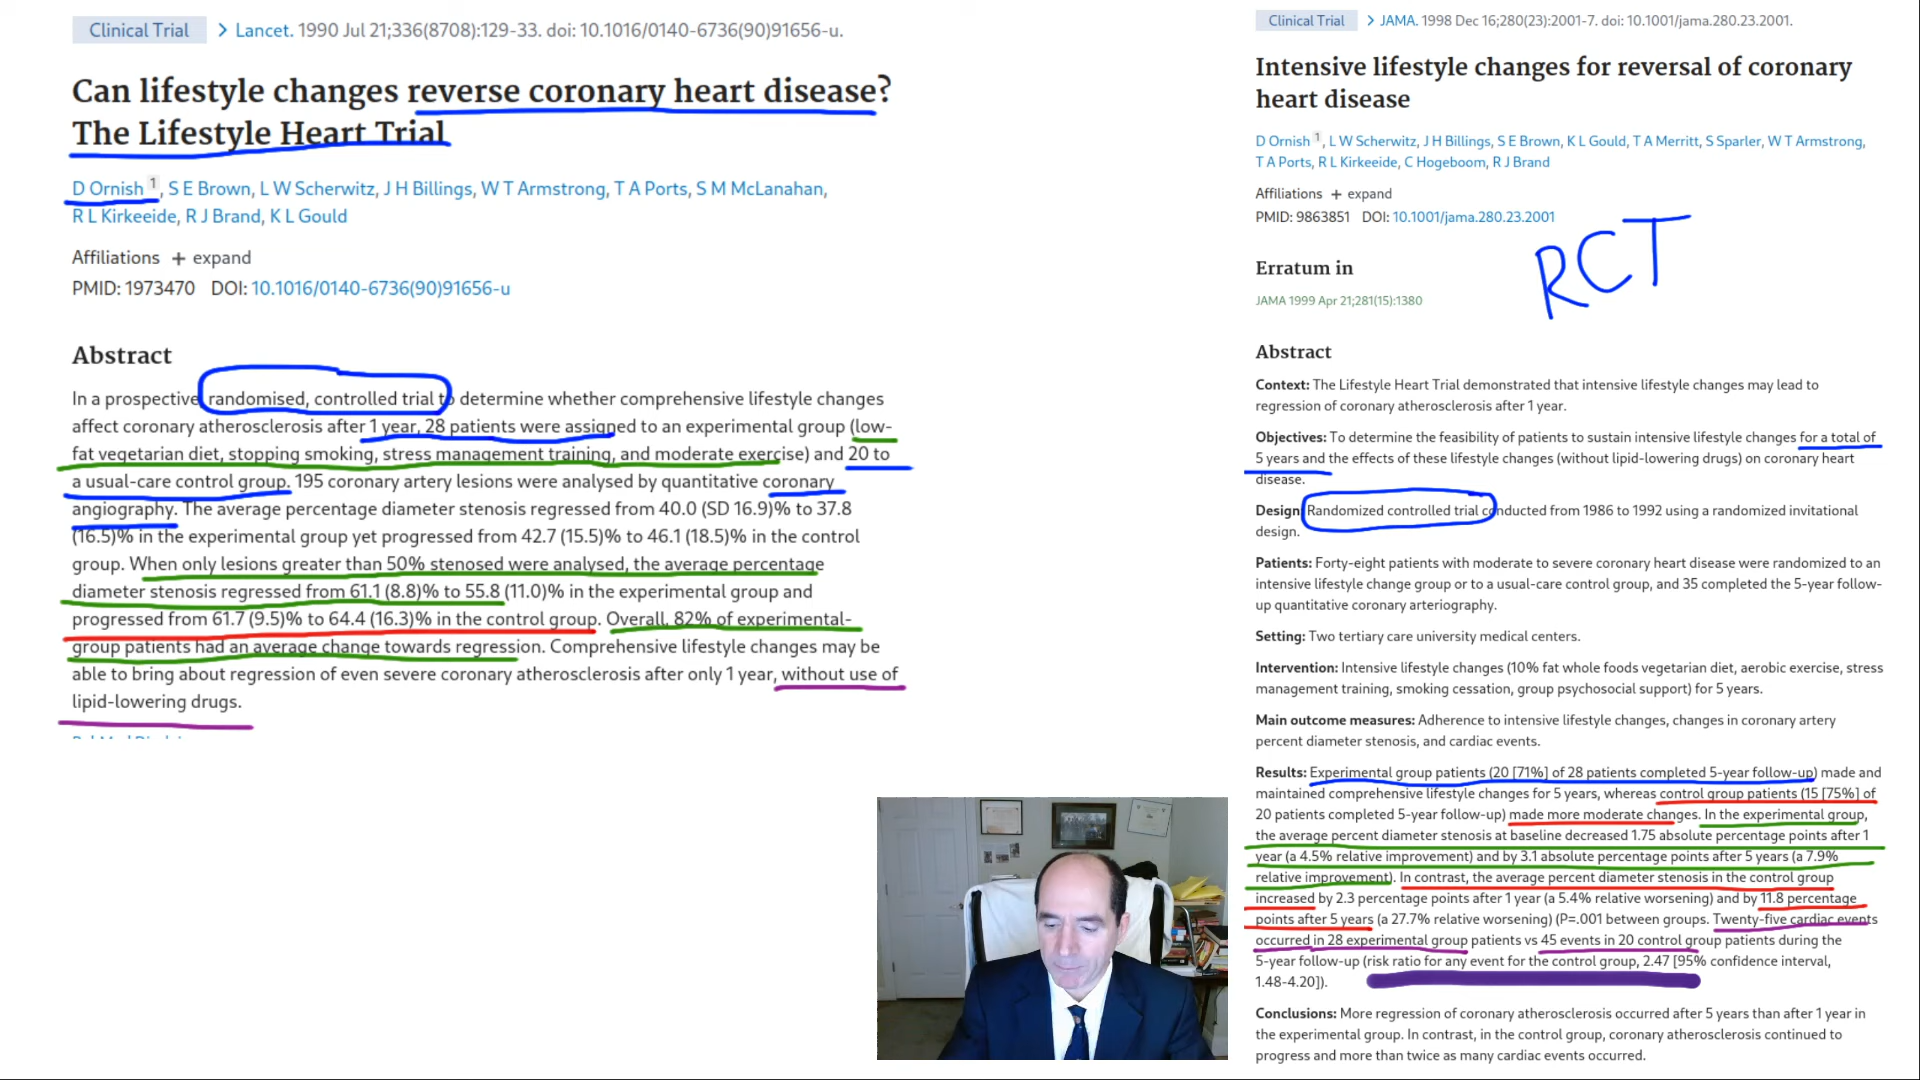 Clinical Trial > Lancet. 1990 Jul 21;336(8708):129-33. doi: 10.1016/0140-6736(90)91656-u.
Can lifestyle changes reverse coronary heart disease?
The Lifestyle Heart Trial
D Ornish 1, S E Brown, L W Scherwitz, J H Billings, W T Armstrong, T A Ports, S M McLanahan,
R L Kirkeeide, R J Brand, K L Gould
Affiliations + expand
PMID: 1973470 DOI: 10.1016/0140-6736(90)91656-u
Abstract
In a prospective, randomised, controlled trial to determine whether comprehensive lifestyle changes
affect coronary atherosclerosis after 1 year, 28 patients were assigned to an experimental group (low-
fat vegetarian diet, stopping smoking, stress management training, and moderate exercise) and 20 to
a usual-care control group. 195 coronary artery lesions were analysed by quantitative coronary
angiography. The average percentage diameter stenosis regressed from 40.0 (SD 16.9)% to 37.8
(16.5)% in the experimental group yet progressed from 42.7 (15.5)% to 46.1 (18.5)% in the control
group. When only lesions greater than 50% stenosed were analysed, the average percentage
diameter stenosis regressed from 61.1 (8.8)% to 55.8 (11.0)% in the experimental group and
progressed from 61.7 (9.5)% to 64.4 (16.3)% in the control group. Overall, 82% of experimental-
group patients had an average change towards regression. Comprehensive lifestyle changes may be
able to bring about regression of even severe coronary atherosclerosis after only 1 year, without use of
lipid-lowering drugs.
Clinical Trial > JAMA. 1998 Dec 16;280(23):2001-7. doi: 10.1001/jama.280.23.2001.
Intensive lifestyle changes for reversal of coronary
heart disease
D Ornish 1, L W Scherwitz, J H Billings, S E Brown, K L Gould, T A Merritt, S Sparler, W T Armstrong,
T A Ports, R L Kirkeeide, C Hogeboom, R J Brand
Affiliations + expand
PMID: 9863851 DOI: 10.1001/jama.280.23.2001
RCT
Erratum in
JAMA 1999 Apr 21;281(15):1380
Abstract
Context: The Lifestyle Heart Trial demonstrated that intensive lifestyle changes may lead to
regression of coronary atherosclerosis after 1 year.
Objectives: To determine the feasibility of patients to sustain intensive lifestyle changes for a total of
5 years and the effects of these lifestyle changes (without lipid-lowering drugs) on coronary heart
disease.
Design: Randomized controlled trial conducted from 1986 to 1992 using a randomized invitational
design.
Patients: Forty-eight patients with moderate to severe coronary heart disease were randomized to an
intensive lifestyle change group or to a usual-care control group, and 35 completed the 5-year follow-
up quantitative coronary arteriography.
Setting: Two tertiary care university medical centers.
Intervention: Intensive lifestyle changes (10% fat whole foods vegetarian diet, aerobic exercise, stress
management training, smoking cessation, group psychosocial support) for 5 years.
Main outcome measures: Adherence to intensive lifestyle changes, changes in coronary artery
percent diameter stenosis, and cardiac events.
Results: Experimental group patients (20 [71%] of 28 patients completed 5-year follow-up) made and
maintained comprehensive lifestyle changes for 5 years, whereas control group patients (15 [75%] of
20 patients completed 5-year follow-up) made more moderate changes. In the experimental group,
the average percent diameter stenosis at baseline decreased 1.75 absolute percentage points after 1
year (a 4.5% relative improvement) and by 3.1 absolute percentage points after 5 years (a 7.9%
relative improvement). In contrast, the average percent diameter stenosis in the control group
increased by 2.3 percentage points after 1 year (a 5.4% relative worsening) and by 11.8 percentage
points after 5 years (a 27.7% relative worsening) (P=.001 between groups. Twenty-five cardiac events
occurred in 28 experimental group patients vs 45 events in 20 control group patients during the
5-year follow-up (risk ratio for any event for the control group, 2.47 [95% confidence interval,
1.48-4.20]).
Conclusions: More regression of coronary atherosclerosis occurred after 5 years than after 1 year in
the experimental group. In contrast, in the control group, coronary atherosclerosis continued to
progress and more than twice as many cardiac events occurred.